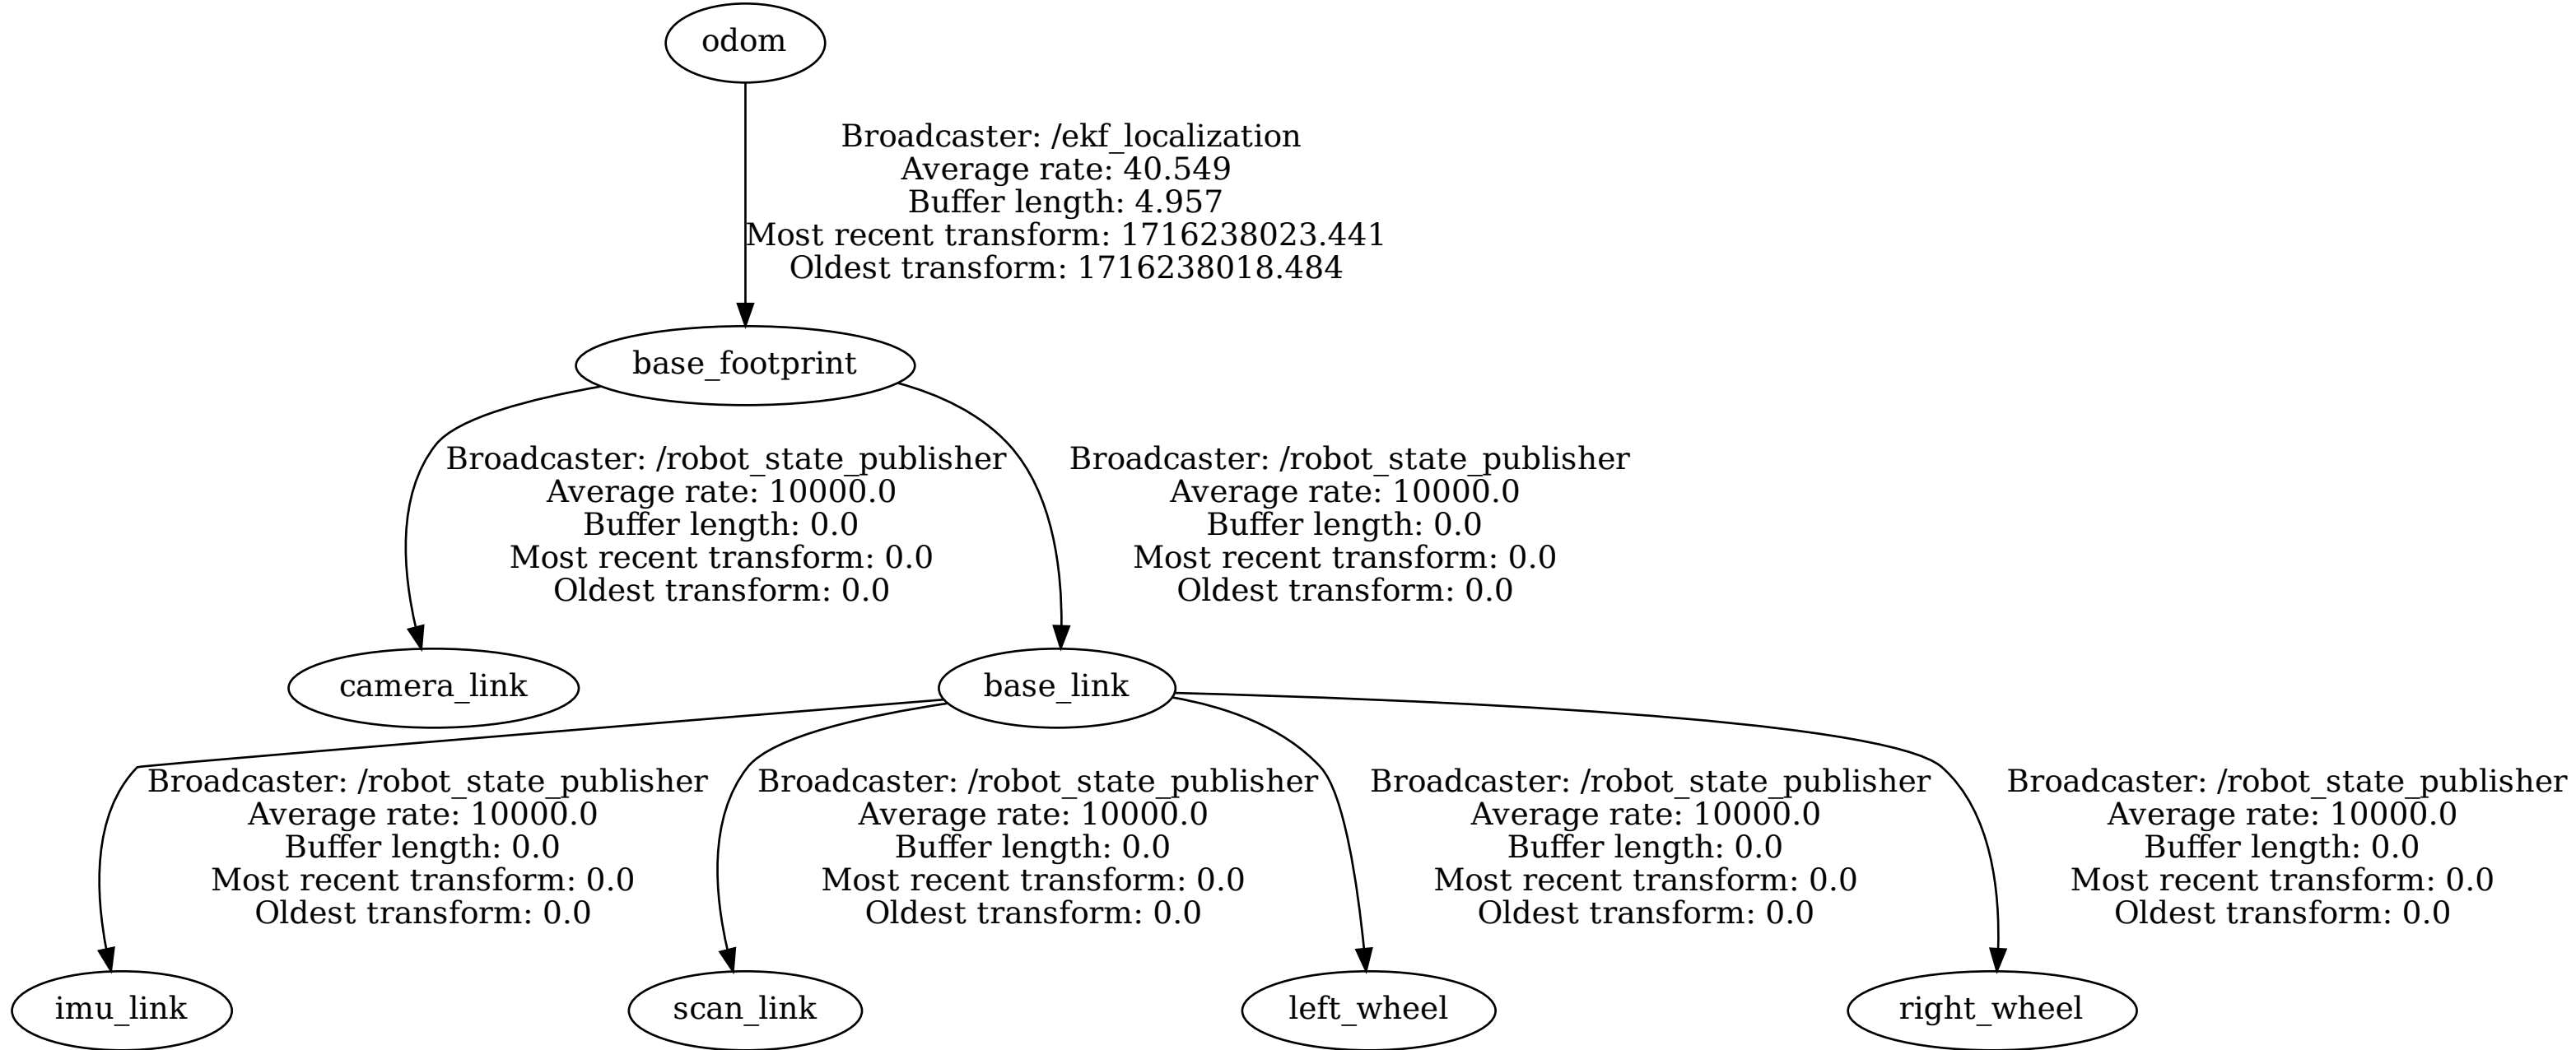 odom
Broadcaster: /ekf_localization
Average rate: 40.549
Buffer length: 4.957
Most recent transform: 1716238023.441
Oldest transform: 1716238018.484
base_footprint
Broadcaster: /robot_state_publisher
Average rate: 10000.0
Buffer length: 0.0
Most recent transform: 0.0
Oldest transform: 0.0
Broadcaster: /robot_state_publisher
Average rate: 10000.0
Buffer length: 0.0
Most recent transform: 0.0
Oldest transform: 0.0
camera_link
base_link
Broadcaster: /robot_state_publisher
Average rate: 10000.0
Buffer length: 0.0
Most recent transform: 0.0
Oldest transform: 0.0
Broadcaster: /robot_state_publisher
Average rate: 10000.0
Buffer length: 0.0
Most recent transform: 0.0
Oldest transform: 0.0
Broadcaster: /robot_state_publisher
Average rate: 10000.0
Buffer length: 0.0
Most recent transform: 0.0
Oldest transform: 0.0
Broadcaster: /robot_state_publisher
Average rate: 10000.0
Buffer length: 0.0
Most recent transform: 0.0
Oldest transform: 0.0
imu_link
scan_link
left_wheel
right_wheel